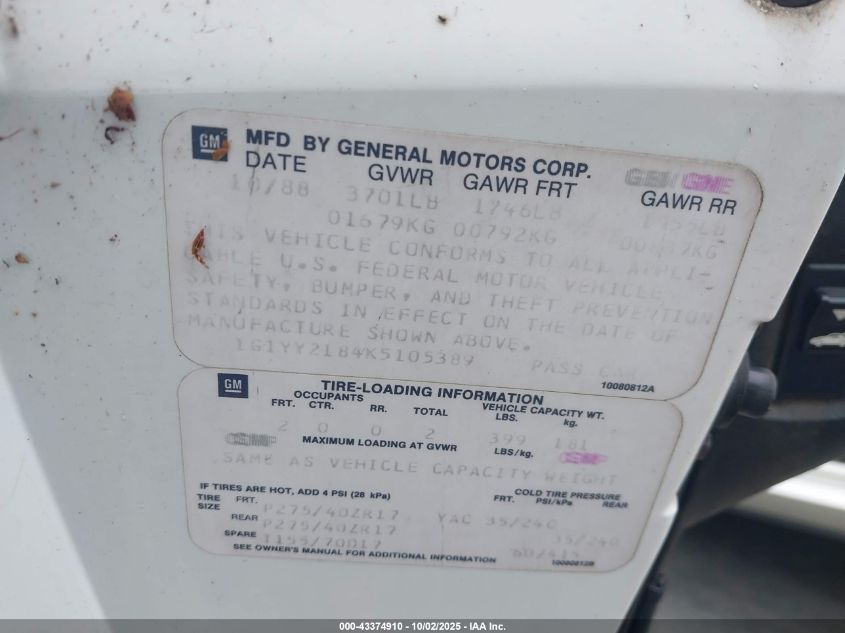 GM MFD BY GENERAL MOTORS CORP.
DATE GVWR GAWR FRT GAWR RR
10/88 3701LB 1746LB 1955LB
01679KG 00792KG 00887KG
THIS VEHICLE CONFORMS TO ALL APPLI-
CABLE U.S. FEDERAL MOTOR VEHICLE
SAFETY, BUMPER, AND THEFT PREVENTION
STANDARDS IN EFFECT ON THE DATE OF
MANUFACTURE SHOWN ABOVE.
1G1YY2184K5105389 PASS CAR
10080812A
GM TIRE-LOADING INFORMATION
OCCUPANTS VEHICLE CAPACITY WT.
FRT. CTR. RR. TOTAL LBS. kg.
2 0 0 2 399 181
MAXIMUM LOADING AT GVWR LBS/kg.
SAME AS VEHICLE CAPACITY WEIGHT
IF TIRES ARE HOT, ADD 4 PSI (28 kPa) COLD TIRE PRESSURE
TIRE SIZE FRT. FRT. PSI/kPa REAR
P275/40ZR17 YAC 35/240
REAR P275/40ZR17 35/240
SPARE T155/70D17 60/415
SEE OWNER'S MANUAL FOR ADDITIONAL INFORMATION
000-43374910 - 10/02/2025 - IAA Inc.